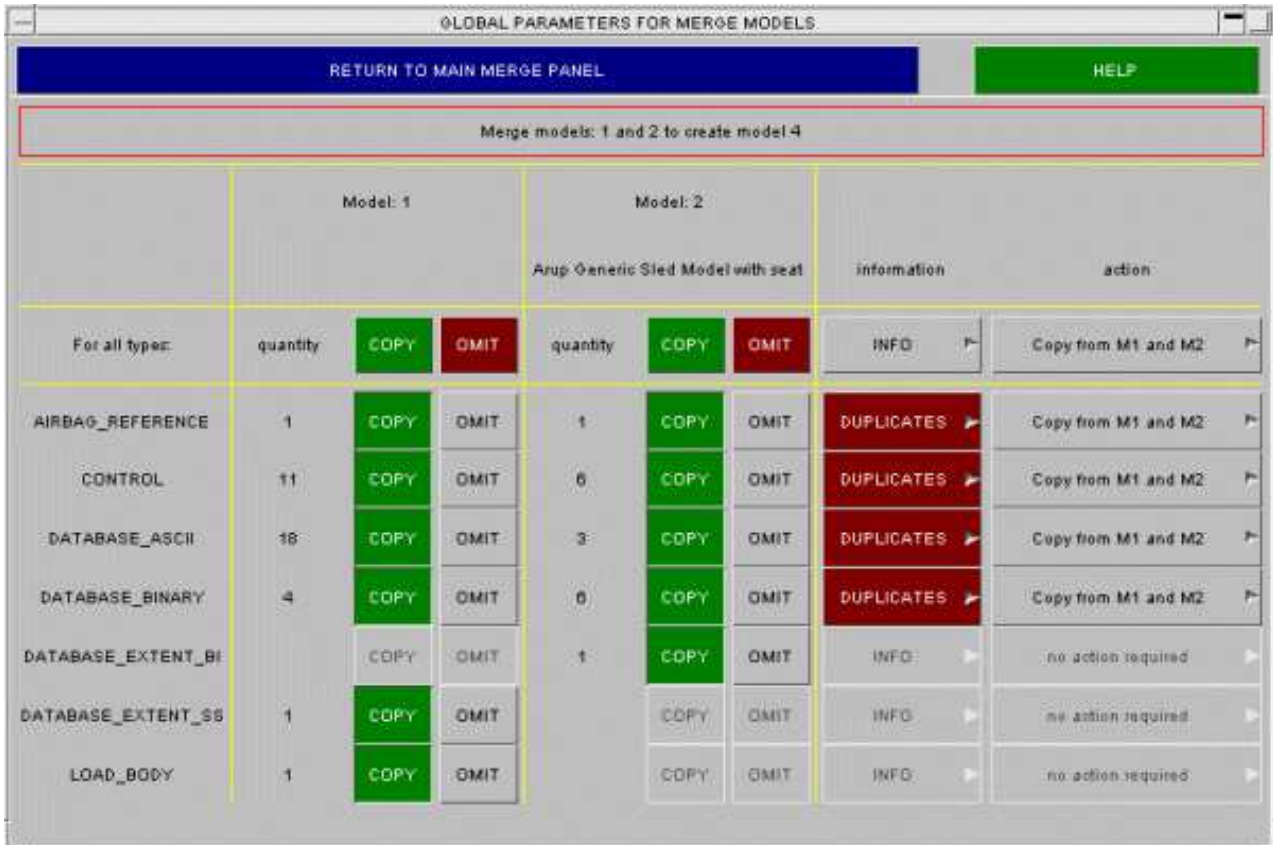 GLOBAL PARAMETERS FOR MERGE MODELS
RETURN TO MAIN MERGE PANEL HELP
Merge models: 1 and 2 to create model 4
Model: 1 Model: 2
Arup Generic Sled Model with seat information action
For all types: quantity COPY OMIT quantity COPY OMIT INFO Copy from M1 and M2
AIRBAG_REFERENCE 1 COPY OMIT 1 COPY OMIT DUPLICATES Copy from M1 and M2
CONTROL 11 COPY OMIT 6 COPY OMIT DUPLICATES Copy from M1 and M2
DATABASE_ASCII 18 COPY OMIT 3 COPY OMIT DUPLICATES Copy from M1 and M2
DATABASE_BINARY 4 COPY OMIT 6 COPY OMIT DUPLICATES Copy from M1 and M2
DATABASE_EXTENT_BI COPY OMIT 1 COPY OMIT INFO no action required
DATABASE_EXTENT_SS 1 COPY OMIT COPY OMIT INFO no action required
LOAD_BODY 1 COPY OMIT COPY OMIT INFO no action required